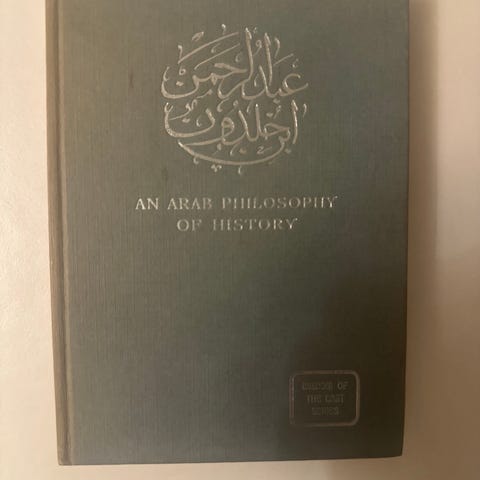 عبد الرحمن
ابن خلدون
AN ARAB PHILOSOPHY
OF HISTORY
WISDOM OF
THE EAST
SERIES